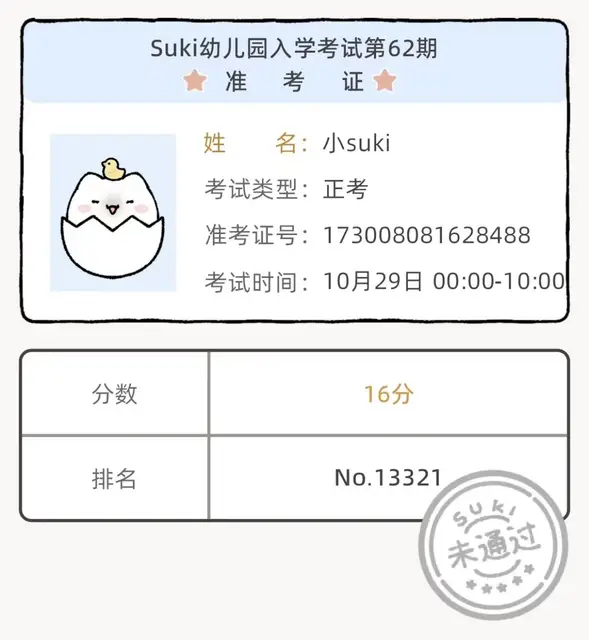 Suki幼儿园入学考试第62期
准 考 证
姓 名：小suki
考试类型：正考
准考证号：173008081628488
考试时间：10月29日 00:00-10:00
分数 16分
排名 No.13321
SUKI
未通过